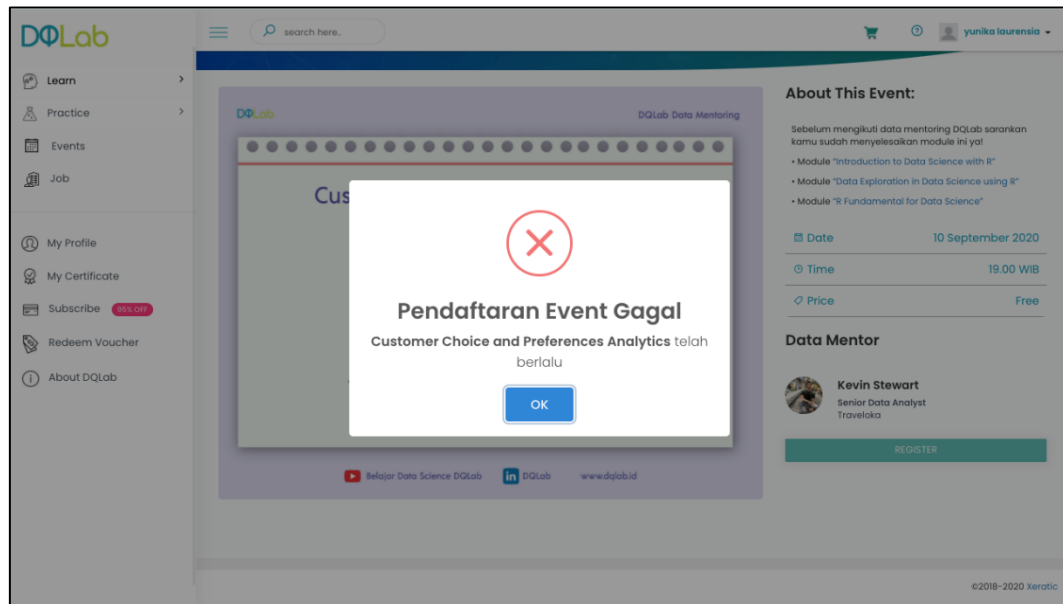 DQLab
search here..
yunika laurensia
Learn
Practice
Events
Job
My Profile
My Certificate
Subscribe 95% OFF
Redeem Voucher
About DQLab
DQLab
DQLab Data Mentoring
Cus
Pendaftaran Event Gagal
Customer Choice and Preferences Analytics telah
berlalu
OK
Belajar Data Science DQLab
in DQLab
www.dqlab.id
About This Event:
Sebelum mengikuti data mentoring DQLab sarankan
kamu sudah menyelesaikan module ini ya!
• Module "Introduction to Data Science with R"
• Module "Data Exploration in Data Science using R"
• Module "R Fundamental for Data Science"
Date 10 September 2020
Time 19.00 WIB
Price Free
Data Mentor
Kevin Stewart
Senior Data Analyst
Traveloka
REGISTER
©2018-2020 Xeratic